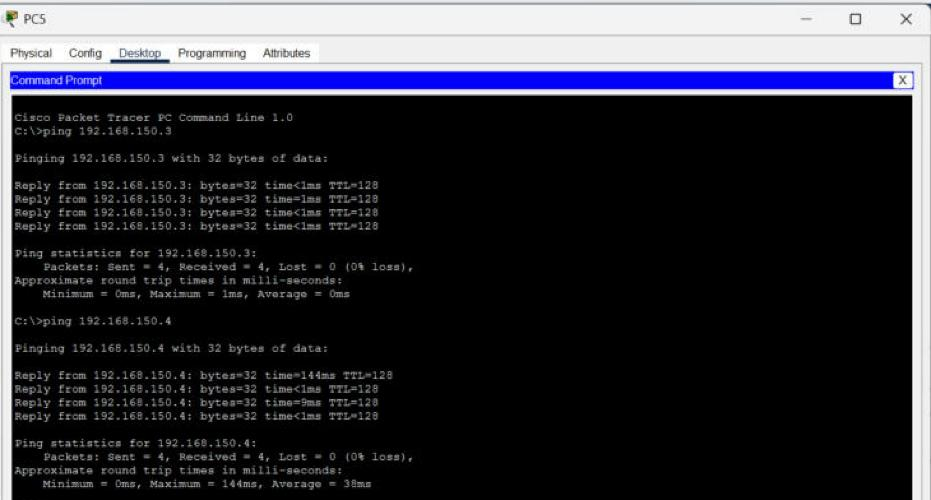 PC5
Physical Config Desktop Programming Attributes
Command Prompt
X
Cisco Packet Tracer PC Command Line 1.0
C:\>ping 192.168.150.3
Pinging 192.168.150.3 with 32 bytes of data:
Reply from 192.168.150.3: bytes=32 time<1ms TTL=128
Reply from 192.168.150.3: bytes=32 time=1ms TTL=128
Reply from 192.168.150.3: bytes=32 time<1ms TTL=128
Reply from 192.168.150.3: bytes=32 time<1ms TTL=128
Ping statistics for 192.168.150.3:
Packets: Sent = 4, Received = 4, Lost = 0 (0% loss),
Approximate round trip times in milli-seconds:
Minimum = 0ms, Maximum = 1ms, Average = 0ms
C:\>ping 192.168.150.4
Pinging 192.168.150.4 with 32 bytes of data:
Reply from 192.168.150.4: bytes=32 time=144ms TTL=128
Reply from 192.168.150.4: bytes=32 time<1ms TTL=128
Reply from 192.168.150.4: bytes=32 time=9ms TTL=128
Reply from 192.168.150.4: bytes=32 time<1ms TTL=128
Ping statistics for 192.168.150.4:
Packets: Sent = 4, Received = 4, Lost = 0 (0% loss),
Approximate round trip times in milli-seconds:
Minimum = 0ms, Maximum = 144ms, Average = 38ms